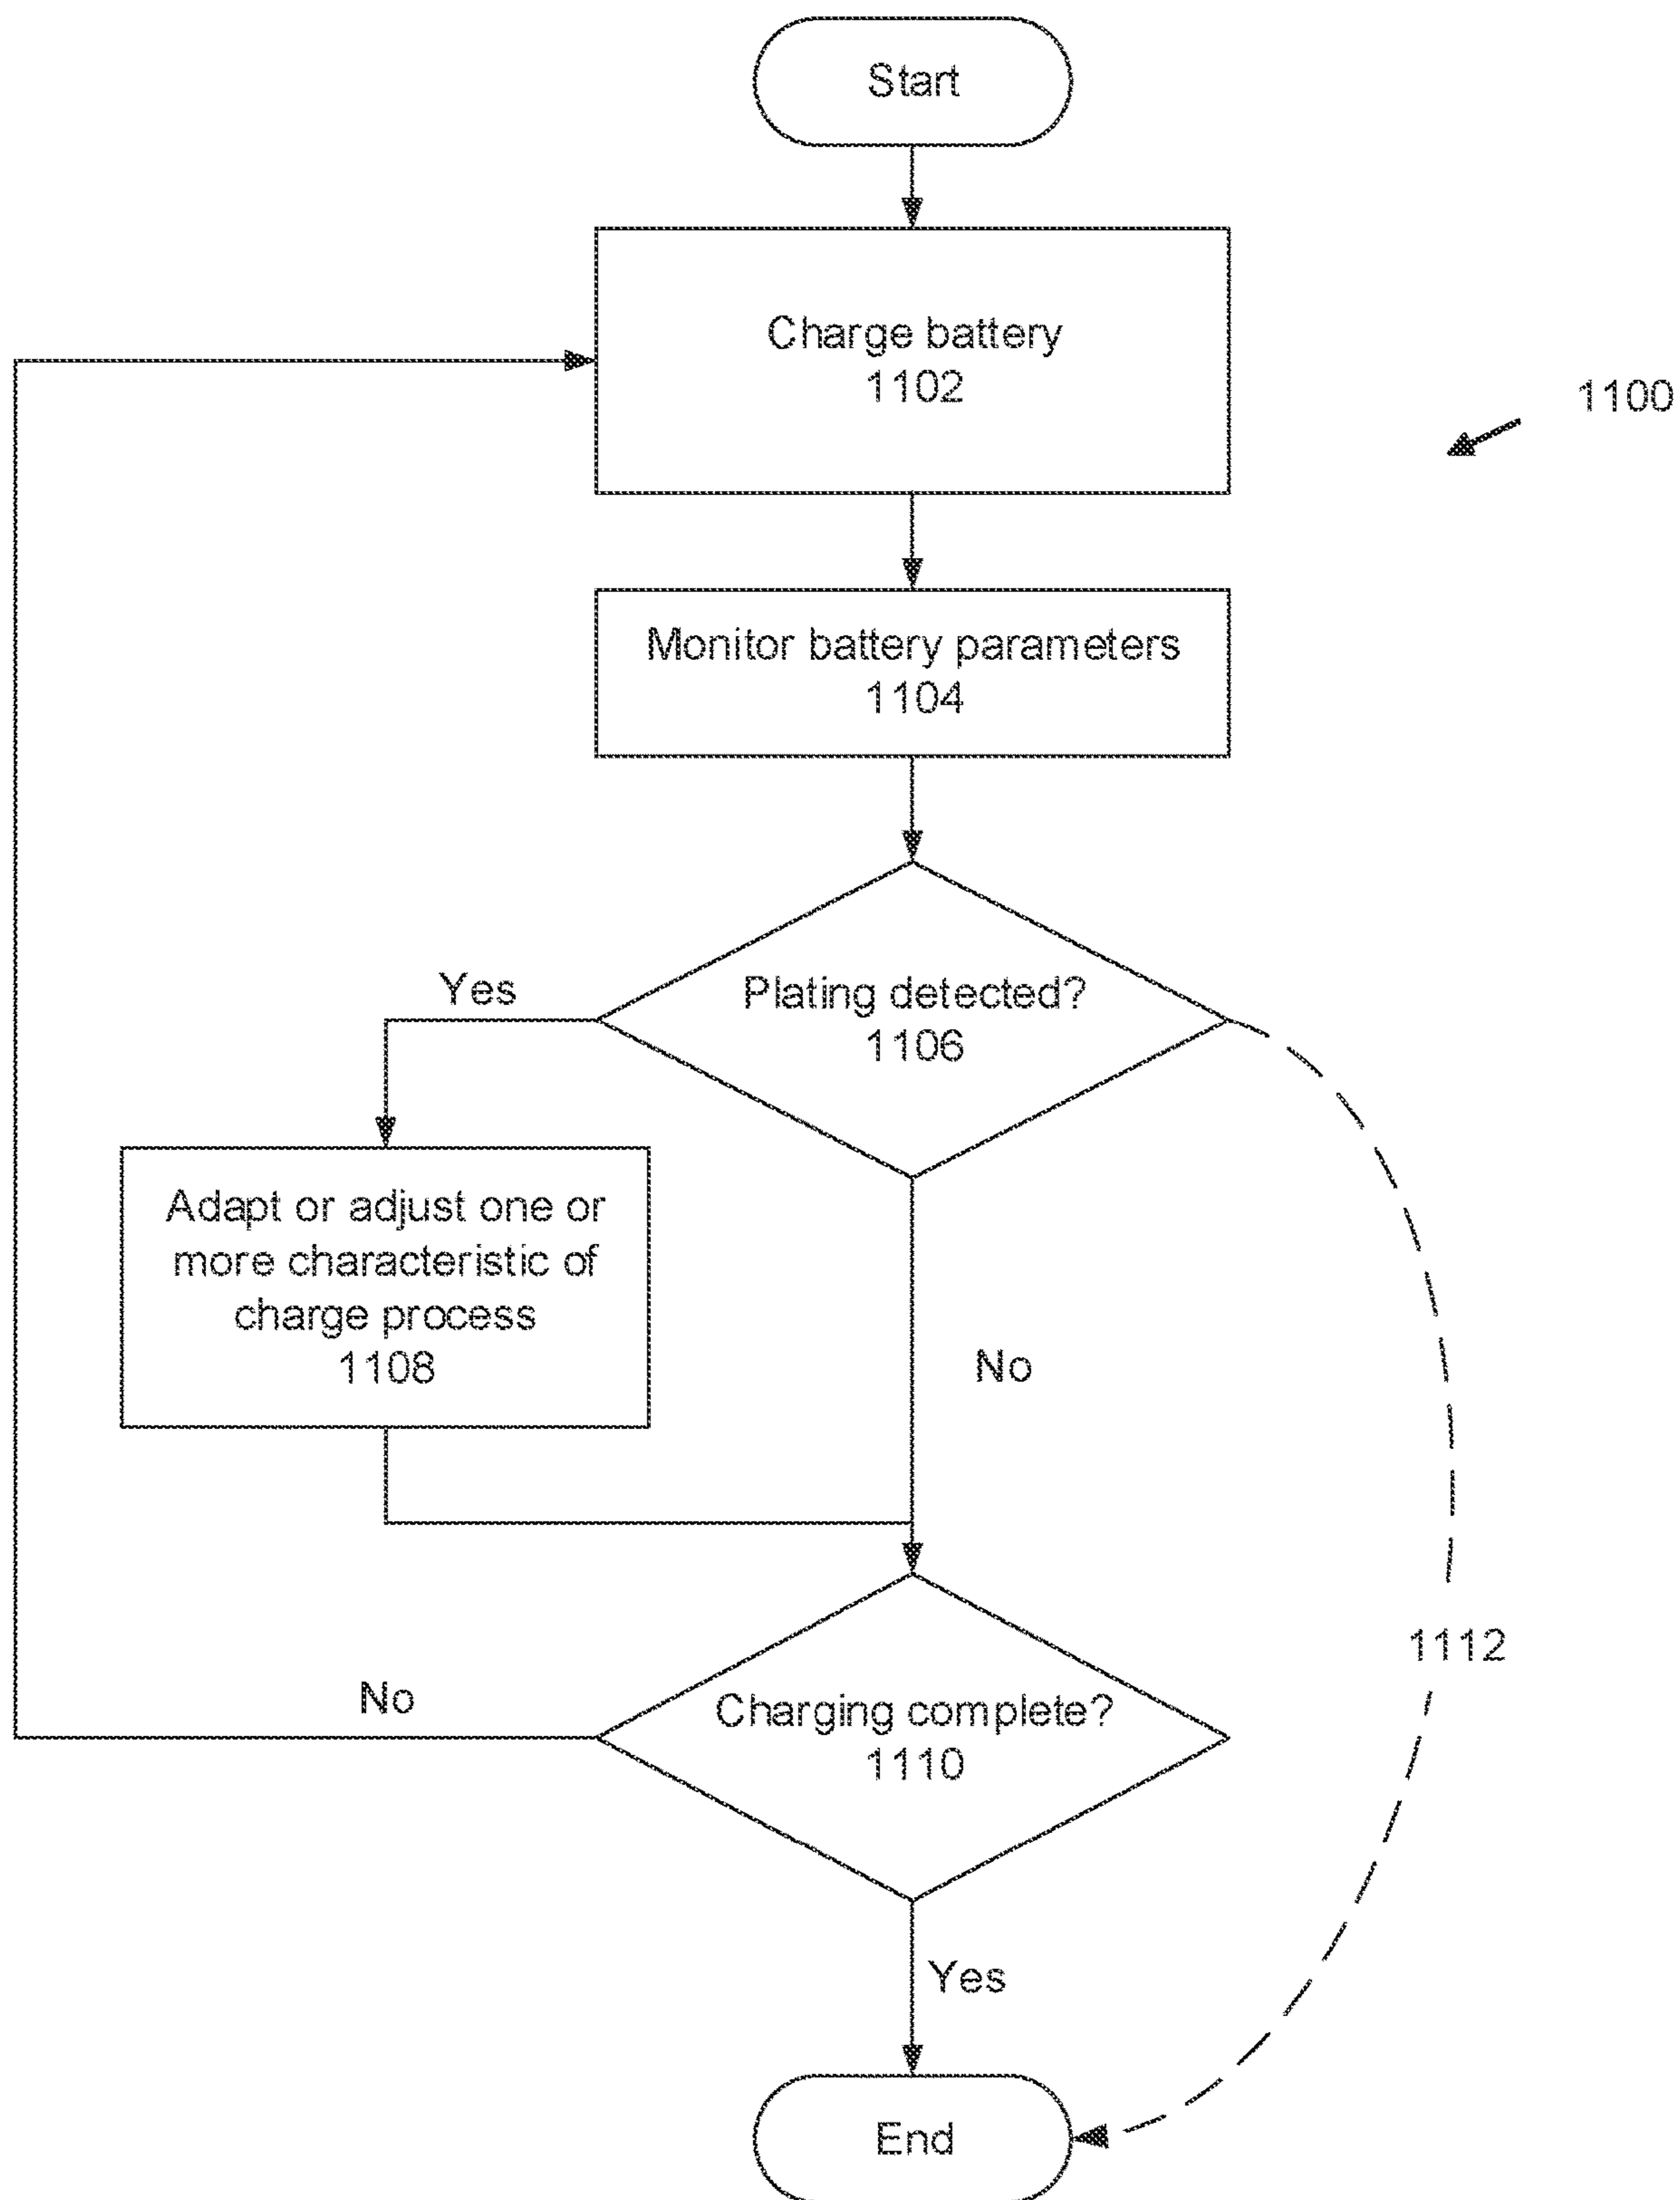 Start
Charge battery
1102
1100
Monitor battery parameters
1104
Plating detected?
1106
Yes
Adapt or adjust one or
more characteristic of
charge process
1108
No
1112
Charging complete?
1110
No
Yes
End